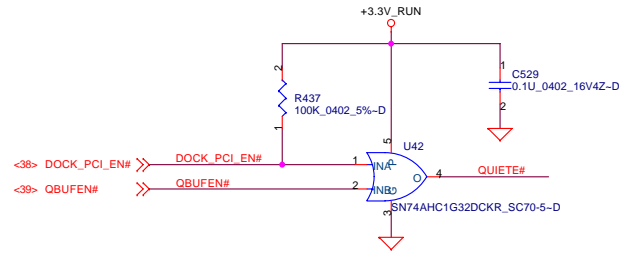 +3.3V_RUN
2
R437
100K_0402_5%~D
1
1
C529
0.1U_0402_16V4Z~D
2
<38> DOCK_PCI_EN#
DOCK_PCI_EN#
<39> QBUFEN#
QBUFEN#
5
U42
1
INA
P
2
INB
G
O
4
QUIETE#
3
SN74AHC1G32DCKR_SC70-5~D